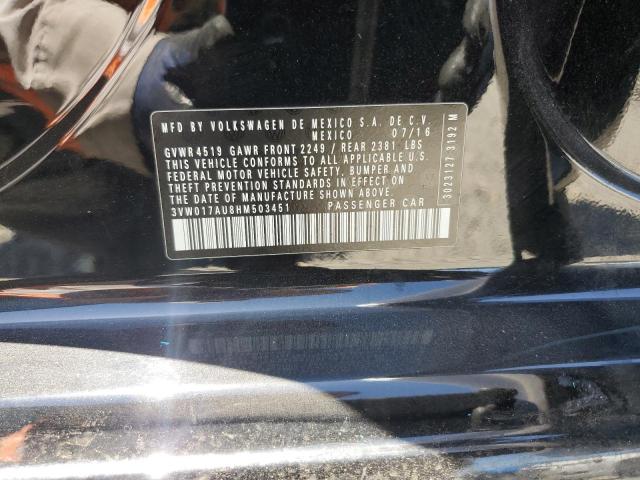 MFD BY VOLKSWAGEN DE MEXICO S.A. DE C.V.
MEXICO 07/16
GVWR 4519 GAWR FRONT 2249 / REAR 2381 LBS
THIS VEHICLE CONFORMS TO ALL APPLICABLE U.S.
FEDERAL MOTOR VEHICLE SAFETY, BUMPER AND
THEFT PREVENTION STANDARDS IN EFFECT ON
THE DATE OF MANUFACTURE SHOWN ABOVE.
3VW017AU8HM503451 PASSENGER CAR
3023127 3192 M